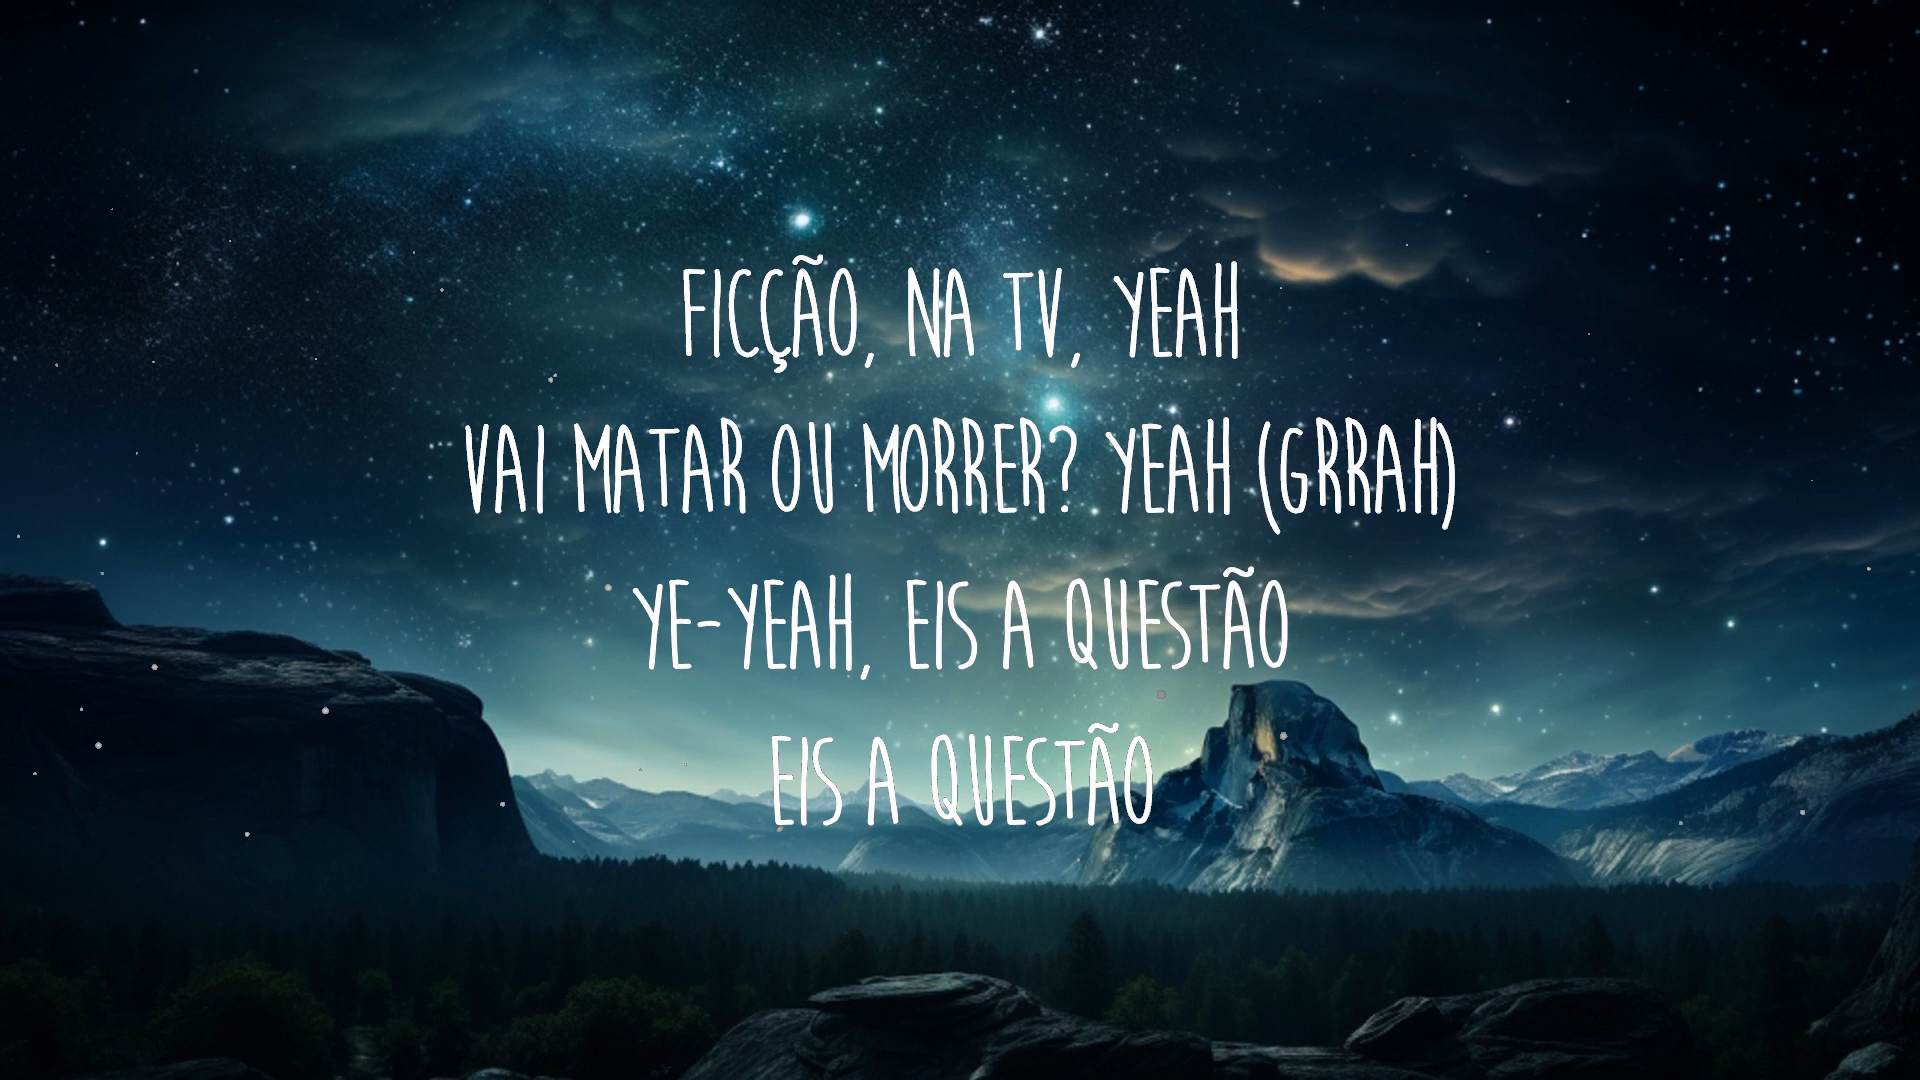 FICÇÃO, NA TV, YEAH
VAI MATAR OU MORRER? YEAH (GRRAH)
YE-YEAH, EIS A QUESTÃO
EIS A QUESTÃO